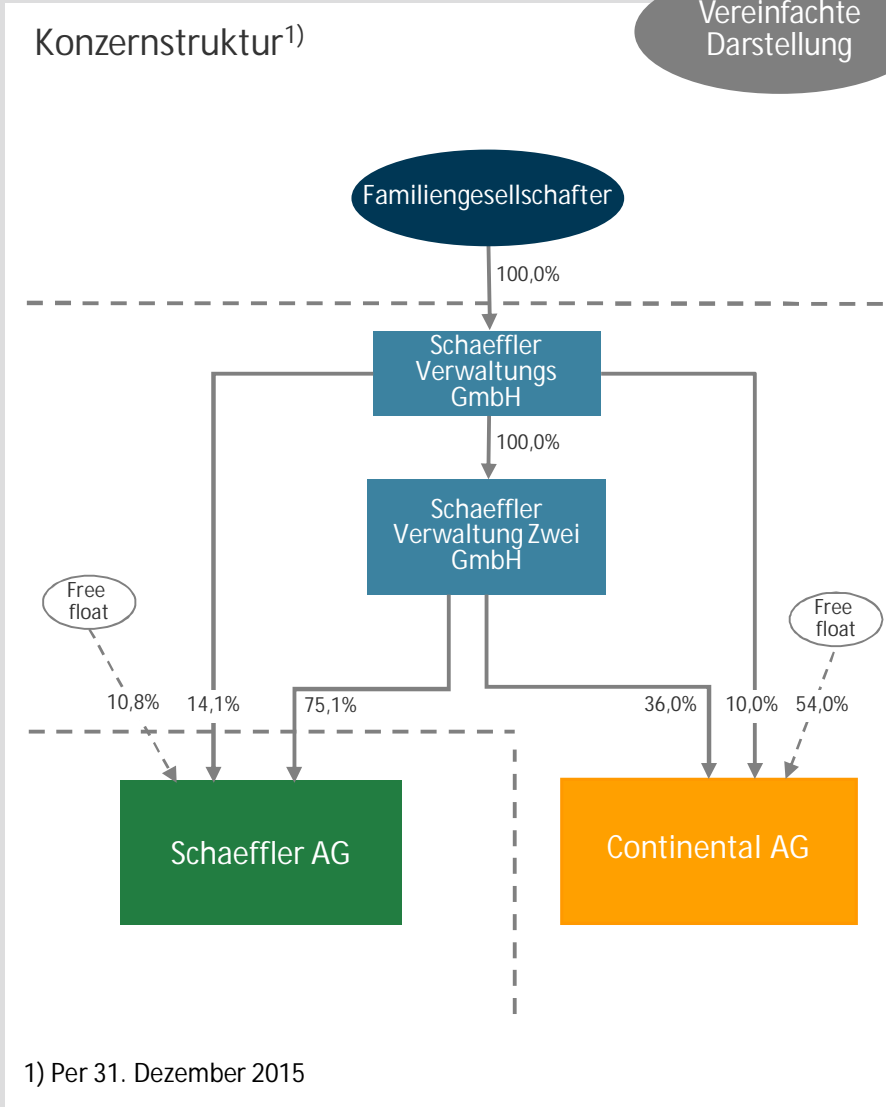 Vereinfachte
Darstellung
Konzernstruktur1)
Familiengesellschafter
100,0%
Schaeffler
Verwaltungs
GmbH
100,0%
Schaeffler
Verwaltung Zwei
GmbH
Free
float
Free
float
10,8% 14,1% 75,1% 36,0% 10,0% 54,0%
Schaeffler AG
Continental AG
1) Per 31. Dezember 2015